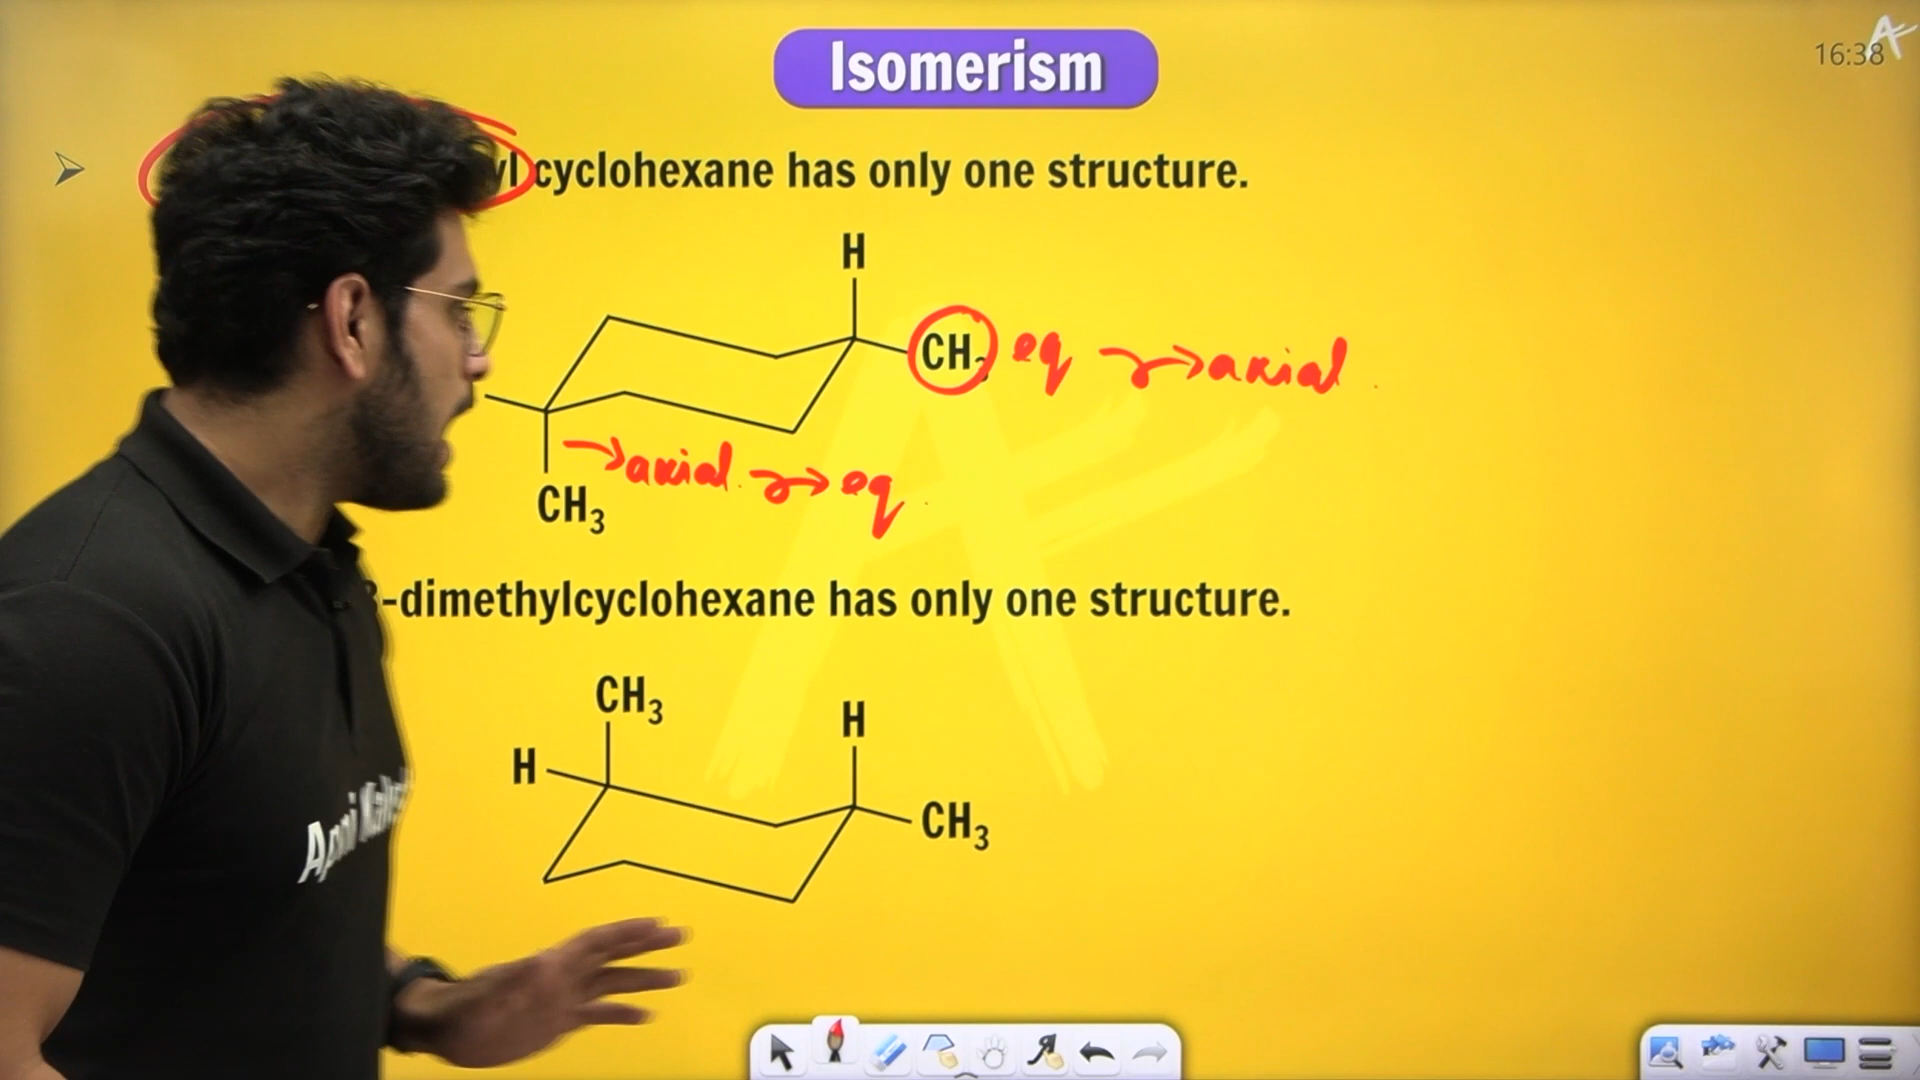 Isomerism
16:38
cyclohexane has only one structure.
H
CH eq → axial
→ axial → eq
CH3
-dimethylcyclohexane has only one structure.
CH3
H
H
CH3
Apni